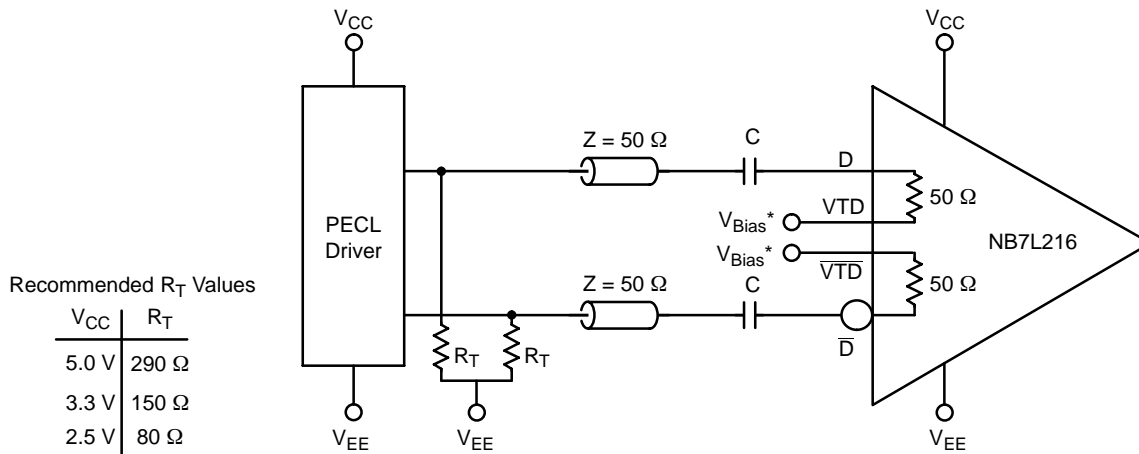 V_CC
V_CC
Z = 50 Ω
C
D
50 Ω
VTD
V_Bias*
PECL
Driver
NB7L216
V_Bias*
V̅T̅D̅
50 Ω
Recommended R_T Values
V_CC R_T
5.0 V 290 Ω
3.3 V 150 Ω
2.5 V 80 Ω
Z = 50 Ω
C
D̅
R_T
R_T
V_EE
V_EE
V_EE